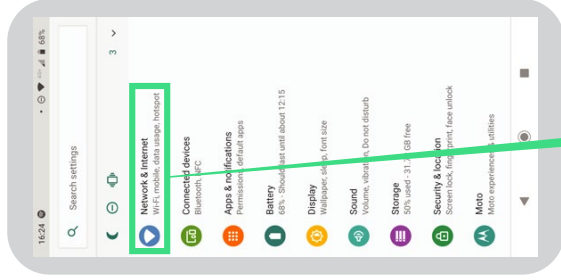 16:24
68%
Search settings
3
Network & Internet
Wi-Fi, mobile, data usage, hotspot
Connected devices
Bluetooth, NFC
Apps & notifications
Permissions, default apps
Battery
68% - Should last until about 12:15
Display
Wallpaper, sleep, font size
Sound
Volume, vibration, Do not disturb
Storage
50% used - 31. GB free
Security & location
Screen lock, fingerprint, face unlock
Moto
Moto experiences & utilities